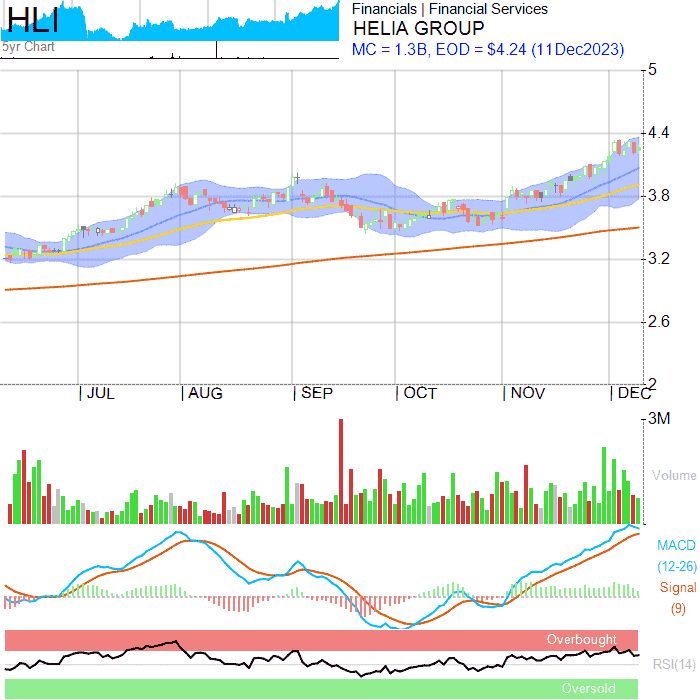 HLI
5yr Chart
Financials | Financial Services
HELIA GROUP
MC = 1.3B, EOD = $4.24 (11Dec2023)
5
4.4
3.8
3.2
2.6
2
JUL
AUG
SEP
OCT
NOV
DEC
3M
Volume
MACD
(12-26)
Signal
(9)
Overbought
RSI(14)
Oversold